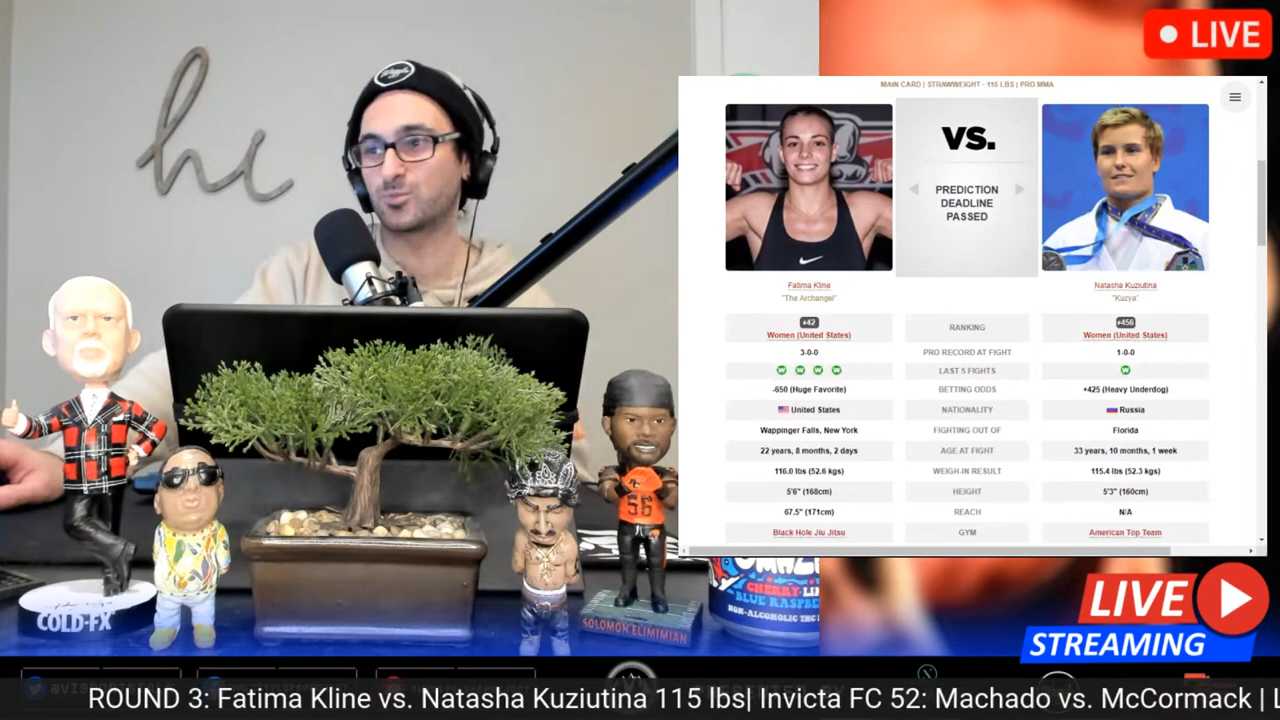 LIVE
hi
MAIN CARD | STRAWWEIGHT - 115 LBS | PRO MMA
VS.
PREDICTION
DEADLINE
PASSED
Fatima Kline
Natasha Kuziutina
"The Archangel"
"Kuzya"
#42
RANKING
#456
Women (United States)
Women (United States)
3-0-0
PRO RECORD AT FIGHT
1-0-0
W W W W
LAST 5 FIGHTS
W
-650 (Huge Favorite)
BETTING ODDS
+425 (Heavy Underdog)
United States
NATIONALITY
Russia
Wappinger Falls, New York
FIGHTING OUT OF
Florida
22 years, 8 months, 2 days
AGE AT FIGHT
33 years, 10 months, 1 week
116.0 lbs (52.6 kgs)
WEIGH-IN RESULT
115.4 lbs (52.3 kgs)
5'6" (168cm)
HEIGHT
5'3" (160cm)
67.5" (171cm)
REACH
N/A
Black Hole Jiu Jitsu
GYM
American Top Team
56
COLD-FX
SOLOMON ELIMIMIAN
CHERRY-LI
BLUE RASPBE
NON-ALCOHOLIC
LIVE
STREAMING
ROUND 3: Fatima Kline vs. Natasha Kuziutina 115 lbs| Invicta FC 52: Machado vs. McCormack | L